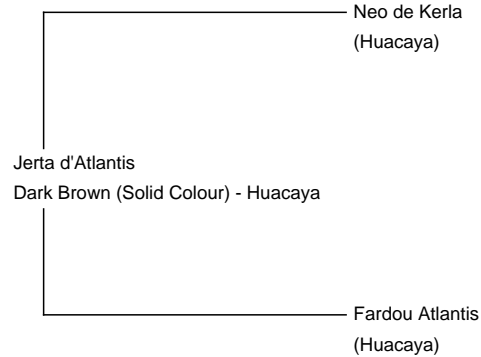 Neo de Kerla
(Huacaya)
Jerta d'Atlantis
Dark Brown (Solid Colour) - Huacaya
Fardou Atlantis
(Huacaya)